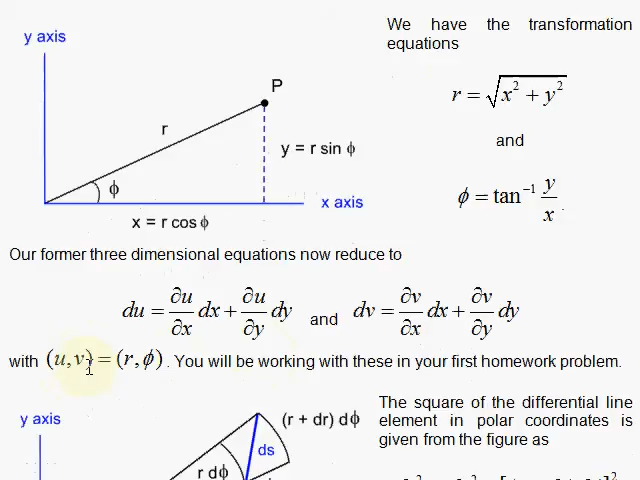 y axis
P
r
y = r sin ϕ
ϕ
x axis
x = r cos ϕ
We have the transformation
equations
r = √(x² + y²)
and
ϕ = tan⁻¹ y/x .
Our former three dimensional equations now reduce to
du = ∂u/∂x dx + ∂u/∂y dy and dv = ∂v/∂x dx + ∂v/∂y dy
with (u, v) = (r, ϕ) . You will be working with these in your first homework problem.
y axis
(r + dr) dϕ
ds
r dϕ
The square of the differential line
element in polar coordinates is
given from the figure as